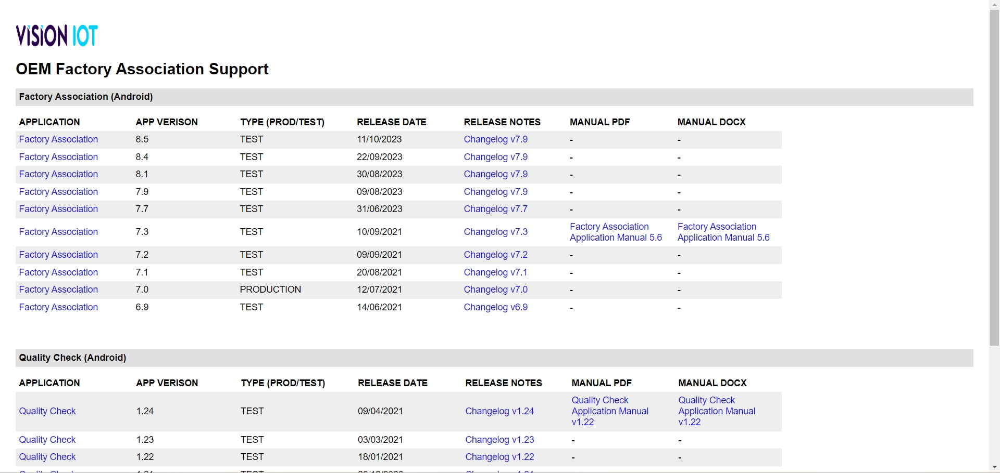 VISION IOT
OEM Factory Association Support
Factory Association (Android)
APPLICATION APP VERISON TYPE (PROD/TEST) RELEASE DATE RELEASE NOTES MANUAL PDF MANUAL DOCX
Factory Association 8.5 TEST 11/10/2023 Changelog v7.9 - -
Factory Association 8.4 TEST 22/09/2023 Changelog v7.9 - -
Factory Association 8.1 TEST 30/08/2023 Changelog v7.9 - -
Factory Association 7.9 TEST 09/08/2023 Changelog v7.9 - -
Factory Association 7.7 TEST 31/06/2023 Changelog v7.7 - -
Factory Association 7.3 TEST 10/09/2021 Changelog v7.3 Factory Association Application Manual 5.6 Factory Association Application Manual 5.6
Factory Association 7.2 TEST 09/09/2021 Changelog v7.2 - -
Factory Association 7.1 TEST 20/08/2021 Changelog v7.1 - -
Factory Association 7.0 PRODUCTION 12/07/2021 Changelog v7.0 - -
Factory Association 6.9 TEST 14/06/2021 Changelog v6.9 - -
Quality Check (Android)
APPLICATION APP VERISON TYPE (PROD/TEST) RELEASE DATE RELEASE NOTES MANUAL PDF MANUAL DOCX
Quality Check 1.24 TEST 09/04/2021 Changelog v1.24 Quality Check Application Manual v1.22 Quality Check Application Manual v1.22
Quality Check 1.23 TEST 03/03/2021 Changelog v1.23 - -
Quality Check 1.22 TEST 18/01/2021 Changelog v1.22 - -